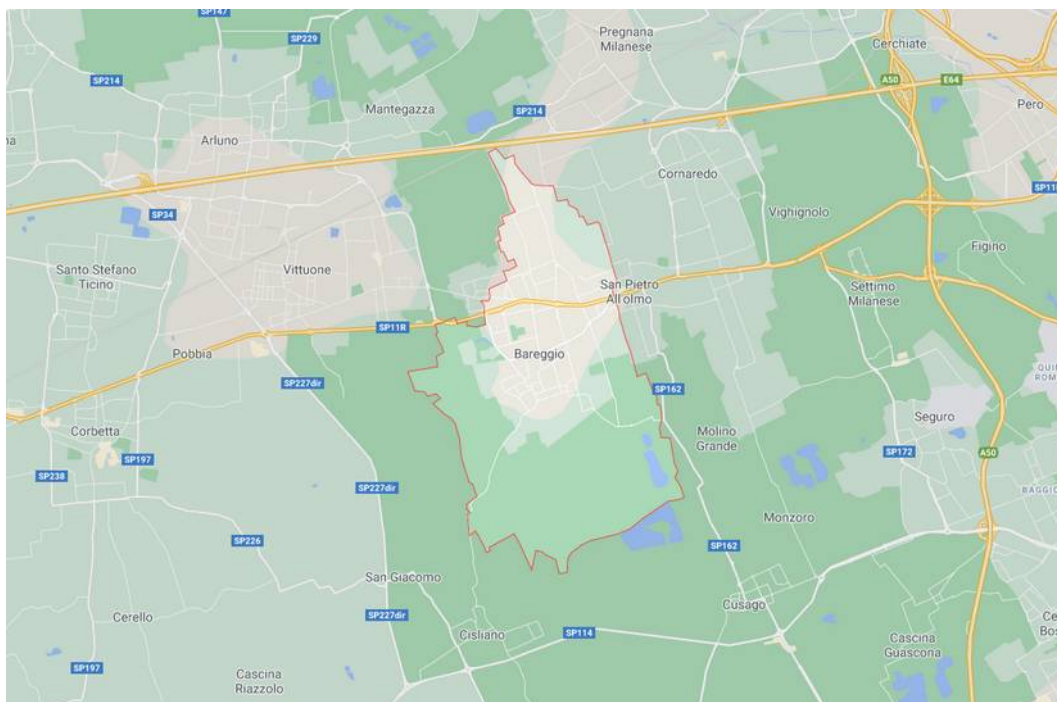 SP147
SP229
Pregnana
Milanese
Cerchiate
SP214
A50
E64
Mantegazza
SP214
Pero
Arluno
Cornaredo
SP34
Vighignolo
Figino
Santo Stefano
Ticino
Vittuone
San Pietro
All'olmo
Settimo
Milanese
SP11R
Pobbia
Bareggio
SP227dir
SP162
Corbetta
Molino
Grande
Seguro
SP197
SP172
A50
SP238
SP227dir
Monzoro
SP226
SP162
San Giacomo
Cusago
Cerello
SP227dir
Cisliano
SP114
SP197
Cascina
Riazzolo
Cascina
Guascona